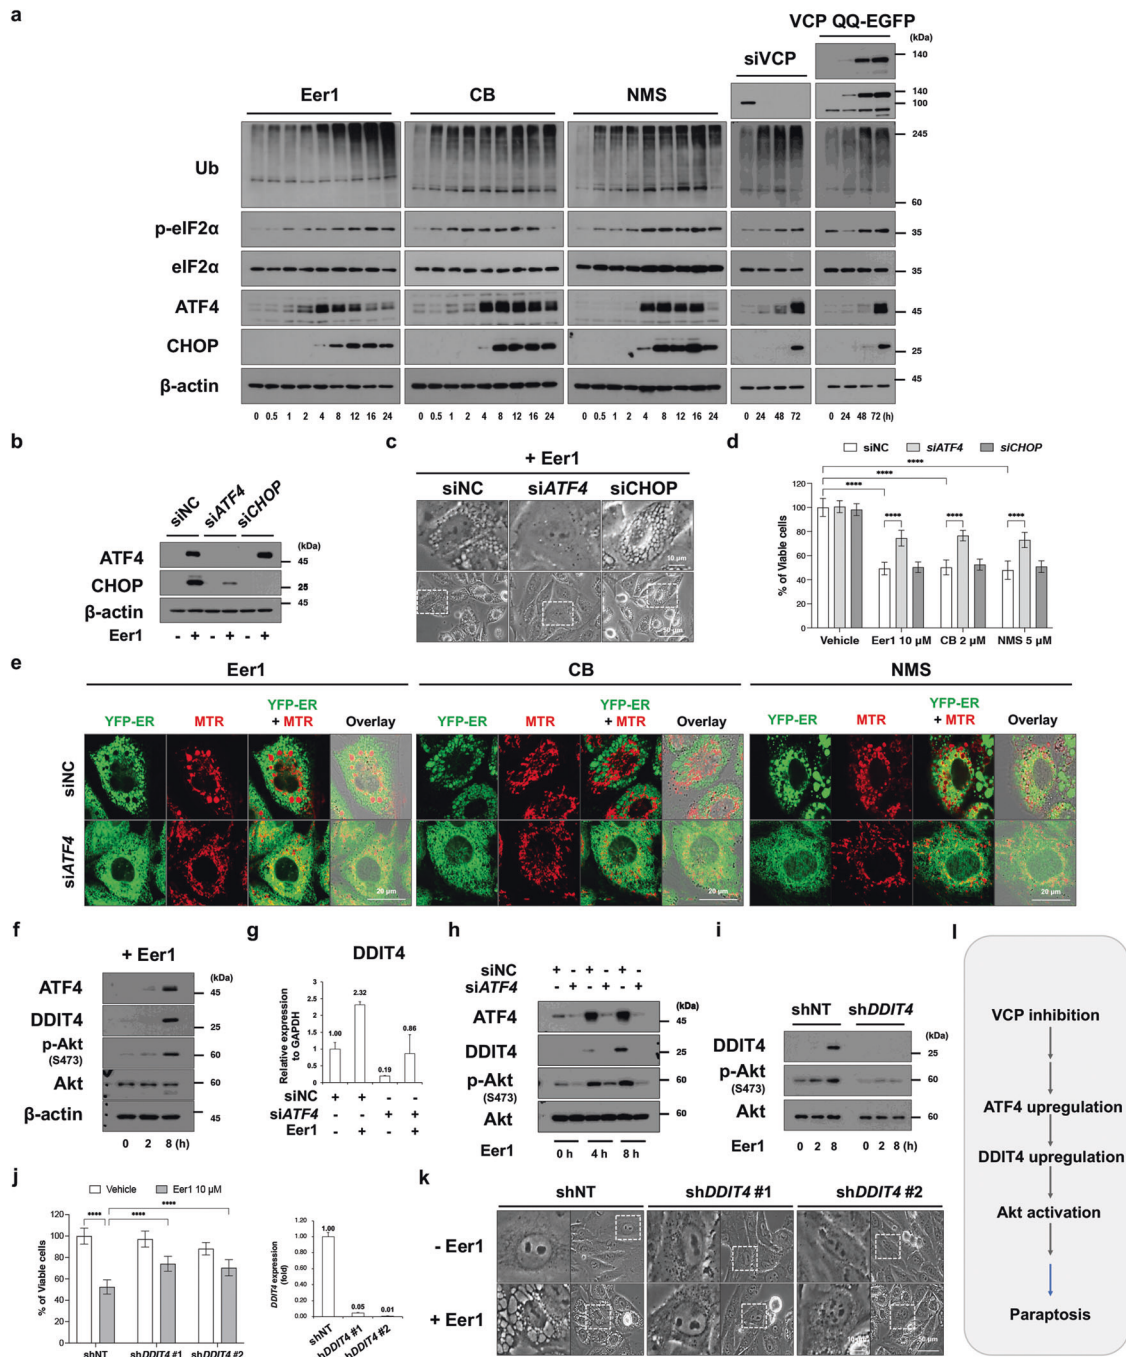 a
VCP QQ-EGFP
(kDa)
siVCP
140
140
100
Eer1
CB
NMS
Ub
245
60
p-eIF2α
35
eIF2α
35
ATF4
45
CHOP
25
β-actin
45
0 0.5 1 2 4 8 12 16 24
0 0.5 1 2 4 8 12 16 24
0 0.5 1 2 4 8 12 16 24
0 24 48 72
0 24 48 72 (h)
b
siNC
siATF4
siCHOP
(kDa)
ATF4
45
CHOP
25
45
β-actin
Eer1
- + - + - +
c
+ Eer1
siNC
siATF4
siCHOP
10 μm
d
siNC
siATF4
siCHOP
****
****
****
****
****
****
% of Viable cells
120
100
80
60
40
20
0
Vehicle
Eer1 10 μM
CB 2 μM
NMS 5 μM
e
Eer1
CB
NMS
YFP-ER
MTR
YFP-ER + MTR
Overlay
YFP-ER
MTR
YFP-ER + MTR
Overlay
YFP-ER
MTR
YFP-ER + MTR
Overlay
siNC
siATF4
20 μm
20 μm
20 μm
f
+ Eer1
(kDa)
ATF4
45
DDIT4
25
p-Akt
(S473)
60
Akt
60
β-actin
45
0 2 8 (h)
g
DDIT4
Relative expression
to GAPDH
3
2.5
2
1.5
1
0.5
0
1.00
2.32
0.19
0.86
siNC
+ + - -
siATF4
- - + +
Eer1
- + - +
h
siNC
+ - + - + -
siATF4
- + - + - +
(kDa)
ATF4
45
DDIT4
25
p-Akt
(S473)
60
Akt
60
Eer1
0 h
4 h
8 h
i
shNT
shDDIT4
(kDa)
DDIT4
25
p-Akt
(S473)
60
Akt
60
Eer1
0 2 8
0 2 8 (h)
l
VCP inhibition
ATF4 upregulation
DDIT4 upregulation
Akt activation
Paraptosis
j
Vehicle
Eer1 10 μM
****
****
****
% of Viable cells
120
100
80
60
40
20
0
shNT
shDDIT4 #1
shDDIT4 #2
DDIT4 expression
(fold)
1.2
1
0.8
0.6
0.4
0.2
0
1.00
0.05
0.01
shNT
shDDIT4 #1
shDDIT4 #2
k
shNT
shDDIT4 #1
shDDIT4 #2
- Eer1
+ Eer1